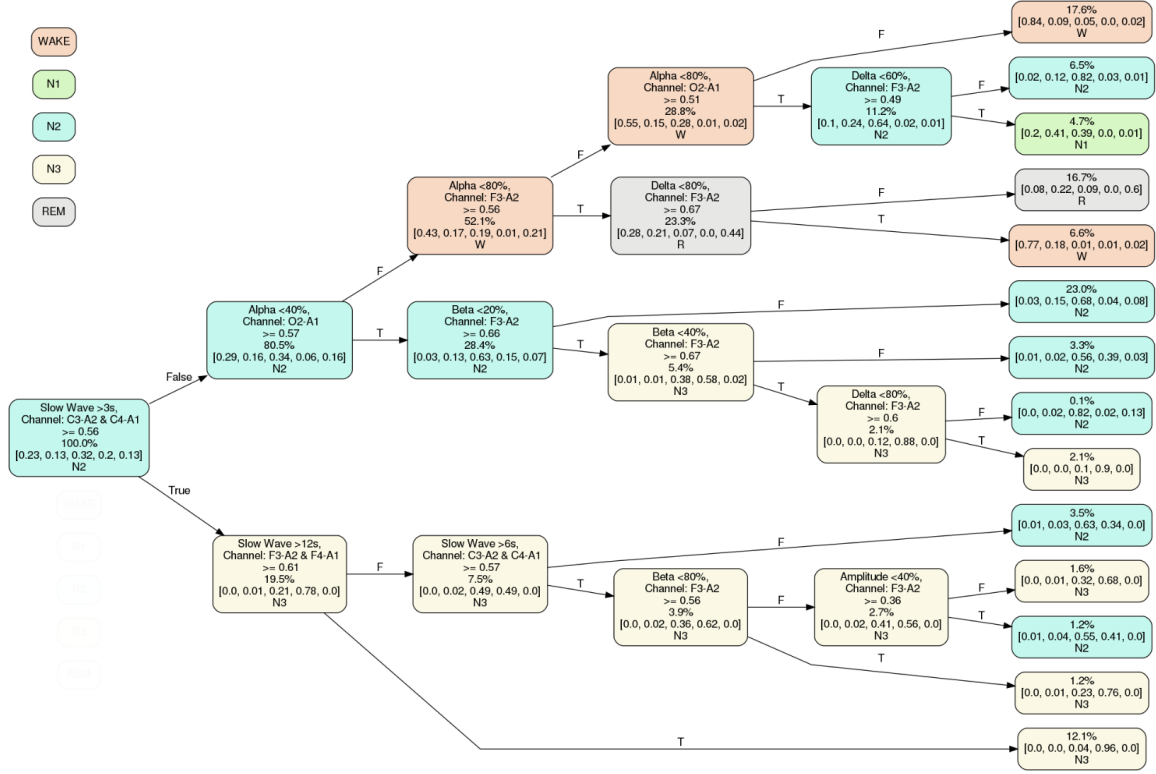 WAKE
N1
N2
N3
REM
Slow Wave >3s,
Channel: C3-A2 & C4-A1
>= 0.56
100.0%
[0.23, 0.13, 0.32, 0.2, 0.13]
N2
False
True
Alpha <40%,
Channel: O2-A1
>= 0.57
80.5%
[0.29, 0.16, 0.34, 0.06, 0.16]
N2
F
T
Alpha <80%,
Channel: F3-A2
>= 0.56
52.1%
[0.43, 0.17, 0.19, 0.01, 0.21]
W
F
T
Alpha <80%,
Channel: O2-A1
>= 0.51
28.8%
[0.55, 0.15, 0.28, 0.01, 0.02]
W
F
T
17.6%
[0.84, 0.09, 0.05, 0.0, 0.02]
W
Delta <60%,
Channel: F3-A2
>= 0.49
11.2%
[0.1, 0.24, 0.64, 0.02, 0.01]
N2
F
T
6.5%
[0.02, 0.12, 0.82, 0.03, 0.01]
N2
4.7%
[0.2, 0.41, 0.39, 0.0, 0.01]
N1
Delta <80%,
Channel: F3-A2
>= 0.67
23.3%
[0.28, 0.21, 0.07, 0.0, 0.44]
R
F
T
16.7%
[0.08, 0.22, 0.09, 0.0, 0.6]
R
6.6%
[0.77, 0.18, 0.01, 0.01, 0.02]
W
Beta <20%,
Channel: F3-A2
>= 0.66
28.4%
[0.03, 0.13, 0.63, 0.15, 0.07]
N2
F
T
23.0%
[0.03, 0.15, 0.68, 0.04, 0.08]
N2
Beta <40%,
Channel: F3-A2
>= 0.67
5.4%
[0.01, 0.01, 0.38, 0.58, 0.02]
N3
F
T
3.3%
[0.01, 0.02, 0.56, 0.39, 0.03]
N2
Delta <80%,
Channel: F3-A2
>= 0.6
2.1%
[0.0, 0.0, 0.12, 0.88, 0.0]
N3
F
T
0.1%
[0.0, 0.02, 0.82, 0.02, 0.13]
N2
2.1%
[0.0, 0.0, 0.1, 0.9, 0.0]
N3
Slow Wave >12s,
Channel: F3-A2 & F4-A1
>= 0.61
19.5%
[0.0, 0.01, 0.21, 0.78, 0.0]
N3
F
T
Slow Wave >6s,
Channel: C3-A2 & C4-A1
>= 0.57
7.5%
[0.0, 0.02, 0.49, 0.49, 0.0]
N3
F
T
3.5%
[0.01, 0.03, 0.63, 0.34, 0.0]
N2
Beta <80%,
Channel: F3-A2
>= 0.56
3.9%
[0.0, 0.02, 0.36, 0.62, 0.0]
N3
F
T
Amplitude <40%,
Channel: F3-A2
>= 0.36
2.7%
[0.0, 0.02, 0.41, 0.56, 0.0]
N3
F
T
1.6%
[0.0, 0.01, 0.32, 0.68, 0.0]
N3
1.2%
[0.01, 0.04, 0.55, 0.41, 0.0]
N2
1.2%
[0.0, 0.01, 0.23, 0.76, 0.0]
N3
12.1%
[0.0, 0.0, 0.04, 0.96, 0.0]
N3